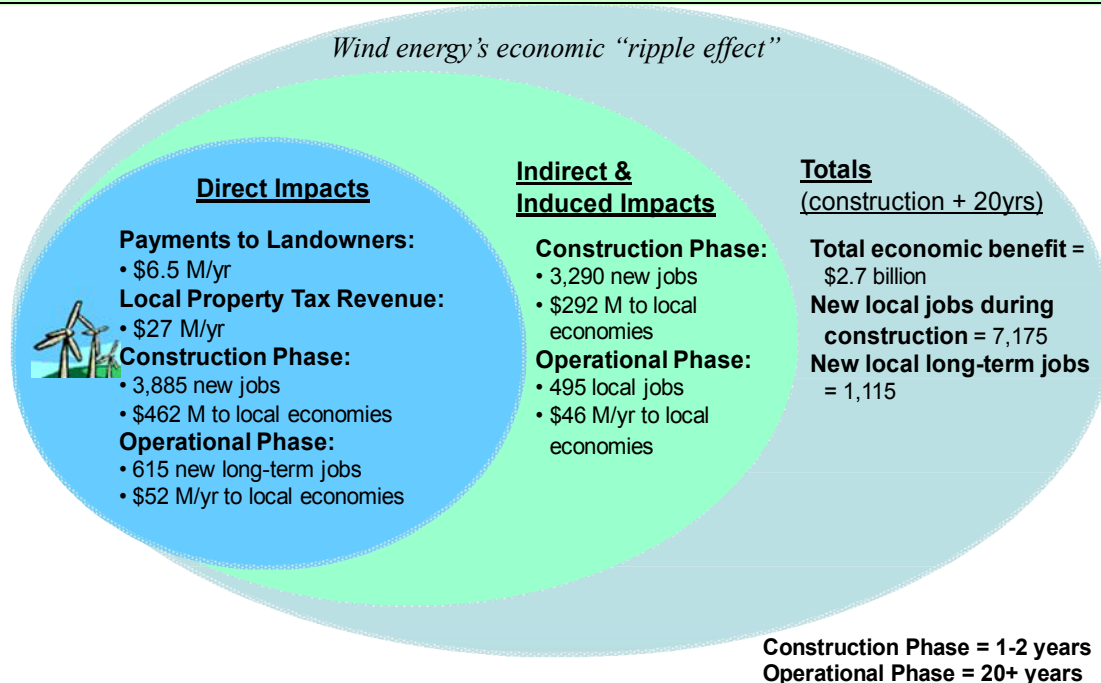 Wind energy’s economic “ripple effect”
Direct Impacts
Payments to Landowners:
• $6.5 M/yr
Local Property Tax Revenue:
• $27 M/yr
Construction Phase:
• 3,885 new jobs
• $462 M to local economies
Operational Phase:
• 615 new long-term jobs
• $52 M/yr to local economies
Indirect &
Induced Impacts
Construction Phase:
• 3,290 new jobs
• $292 M to local
economies
Operational Phase:
• 495 local jobs
• $46 M/yr to local
economies
Totals
(construction + 20yrs)
Total economic benefit =
$2.7 billion
New local jobs during
construction = 7,175
New local long-term jobs
= 1,115
Construction Phase = 1-2 years
Operational Phase = 20+ years